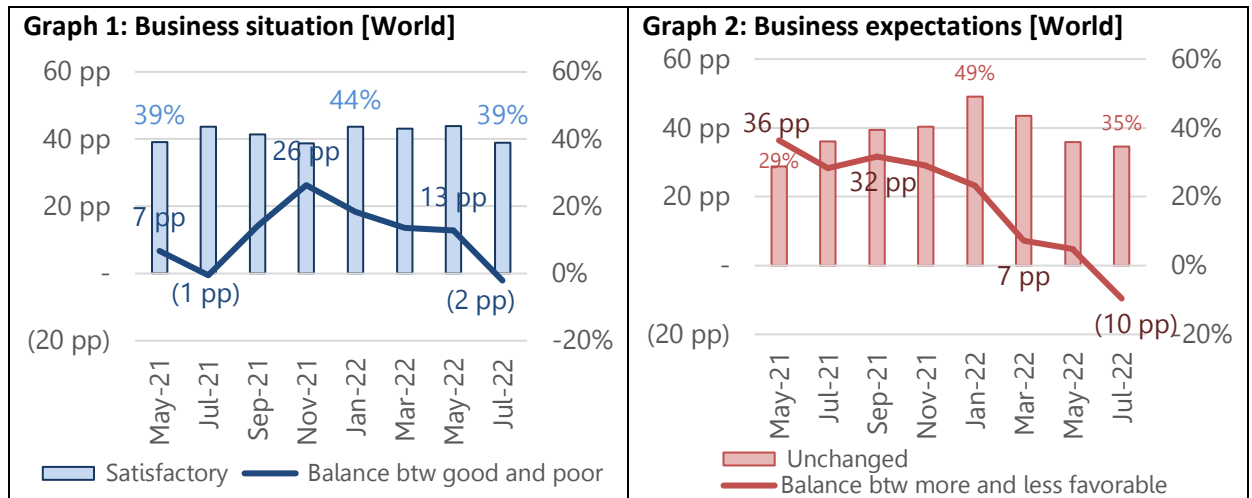 Graph 1: Business situation [World]
60 pp
60%
39%
44%
39%
40 pp
40%
26 pp
20 pp
20%
7 pp
13 pp
-
0%
(1 pp)
(2 pp)
(20 pp)
-20%
May-21
Jul-21
Sep-21
Nov-21
Jan-22
Mar-22
May-22
Jul-22
Satisfactory
Balance btw good and poor
Graph 2: Business expectations [World]
60 pp
60%
49%
36 pp
35%
40 pp
40%
29%
32 pp
20 pp
20%
-
0%
7 pp
(10 pp)
(20 pp)
-20%
May-21
Jul-21
Sep-21
Nov-21
Jan-22
Mar-22
May-22
Jul-22
Unchanged
Balance btw more and less favorable